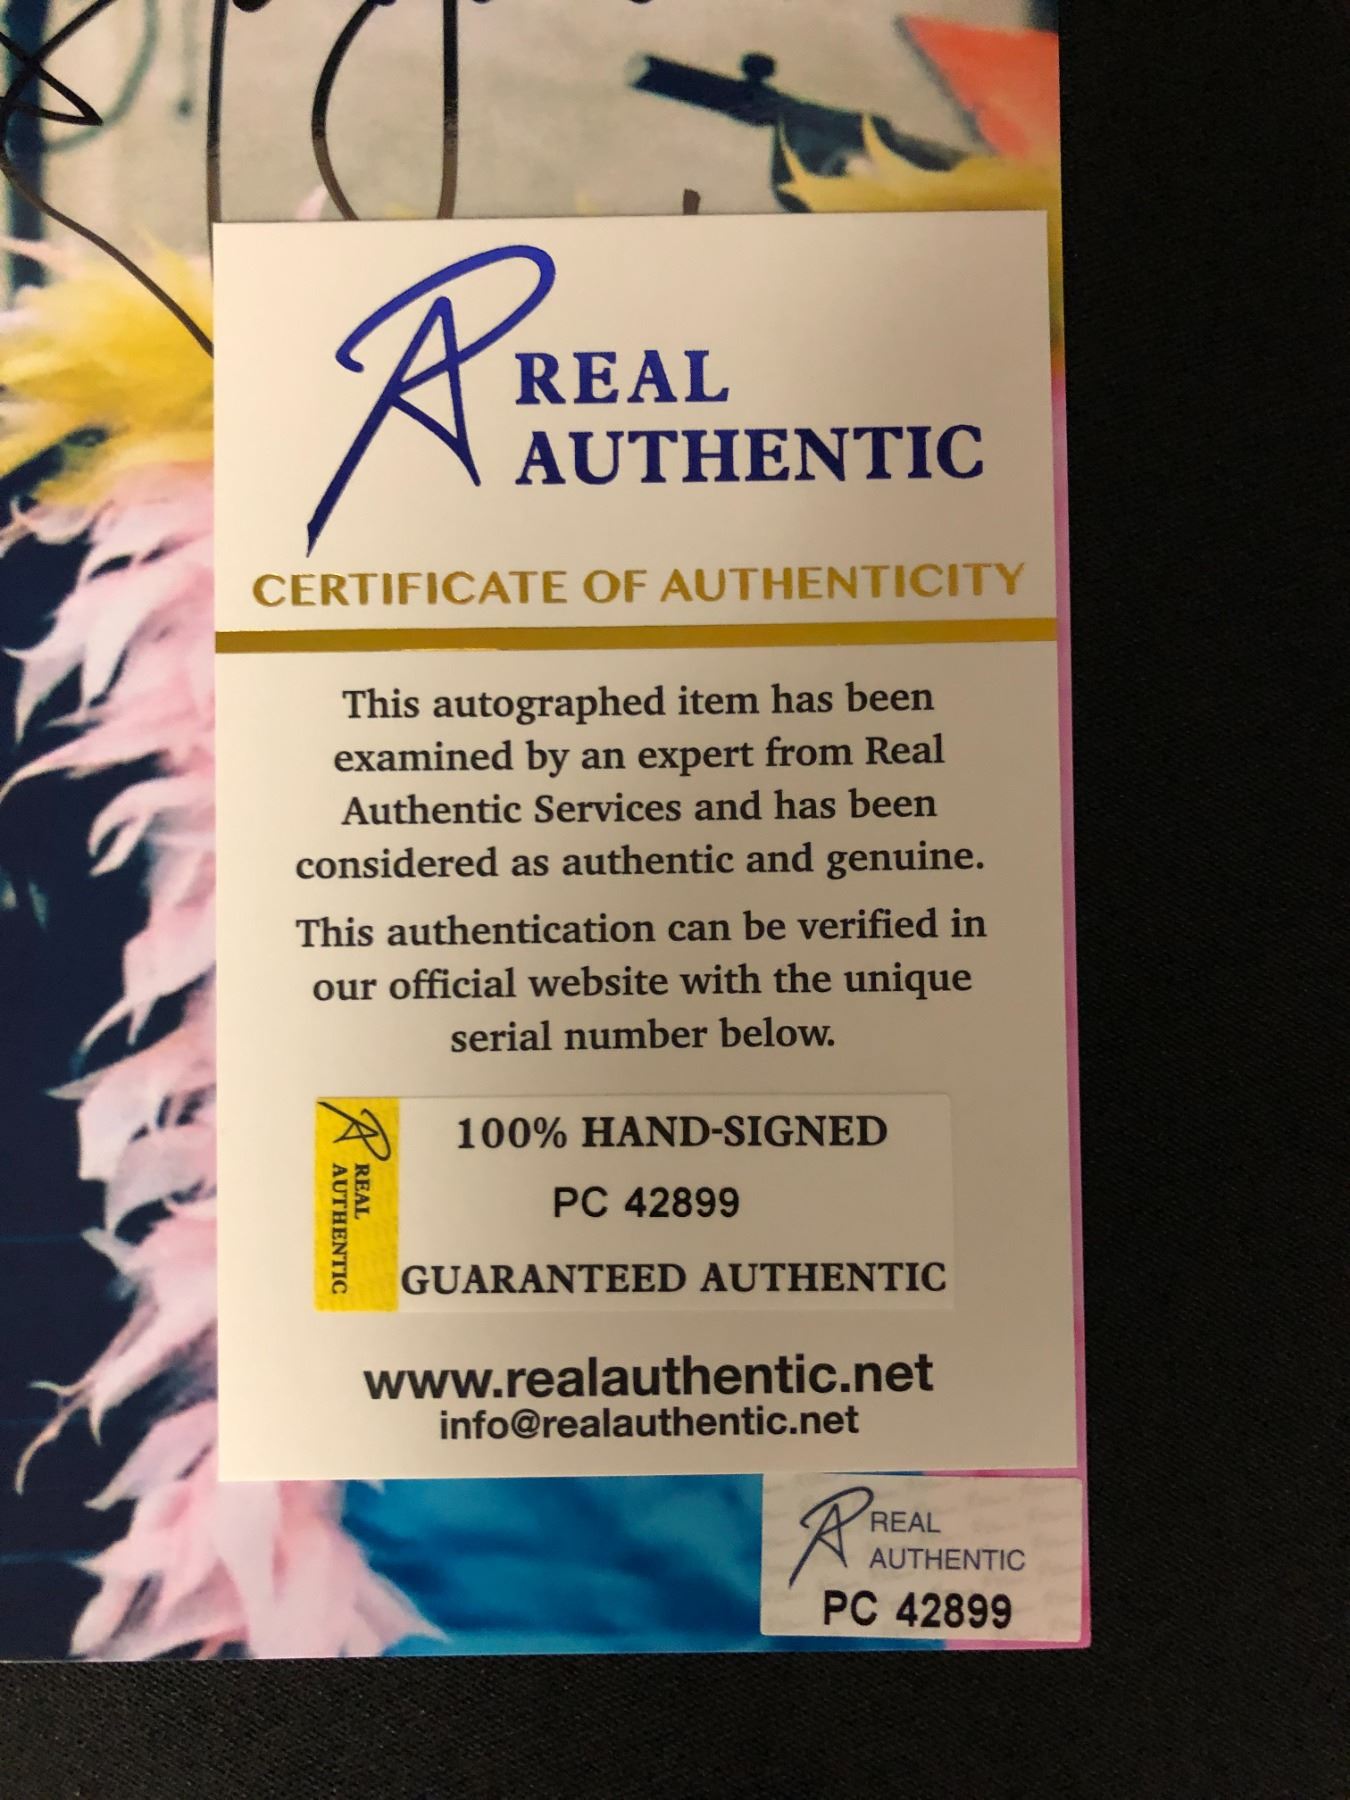 REAL
AUTHENTIC
CERTIFICATE OF AUTHENTICITY
This autographed item has been
examined by an expert from Real
Authentic Services and has been
considered as authentic and genuine.
This authentication can be verified in
our official website with the unique
serial number below.
REAL
AUTHENTIC
100% HAND-SIGNED
PC 42899
GUARANTEED AUTHENTIC
www.realauthentic.net
info@realauthentic.net
REAL
AUTHENTIC
PC 42899